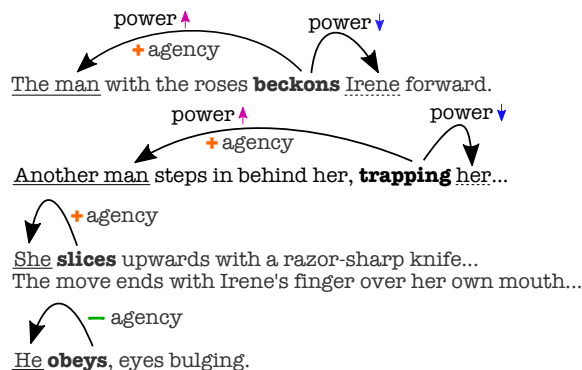 power power
+ agency
The man with the roses beckons Irene forward.
power power
+ agency
Another man steps in behind her, trapping her...
+ agency
She slices upwards with a razor-sharp knife...
The move ends with Irene's finger over her own mouth...
− agency
He obeys, eyes bulging.